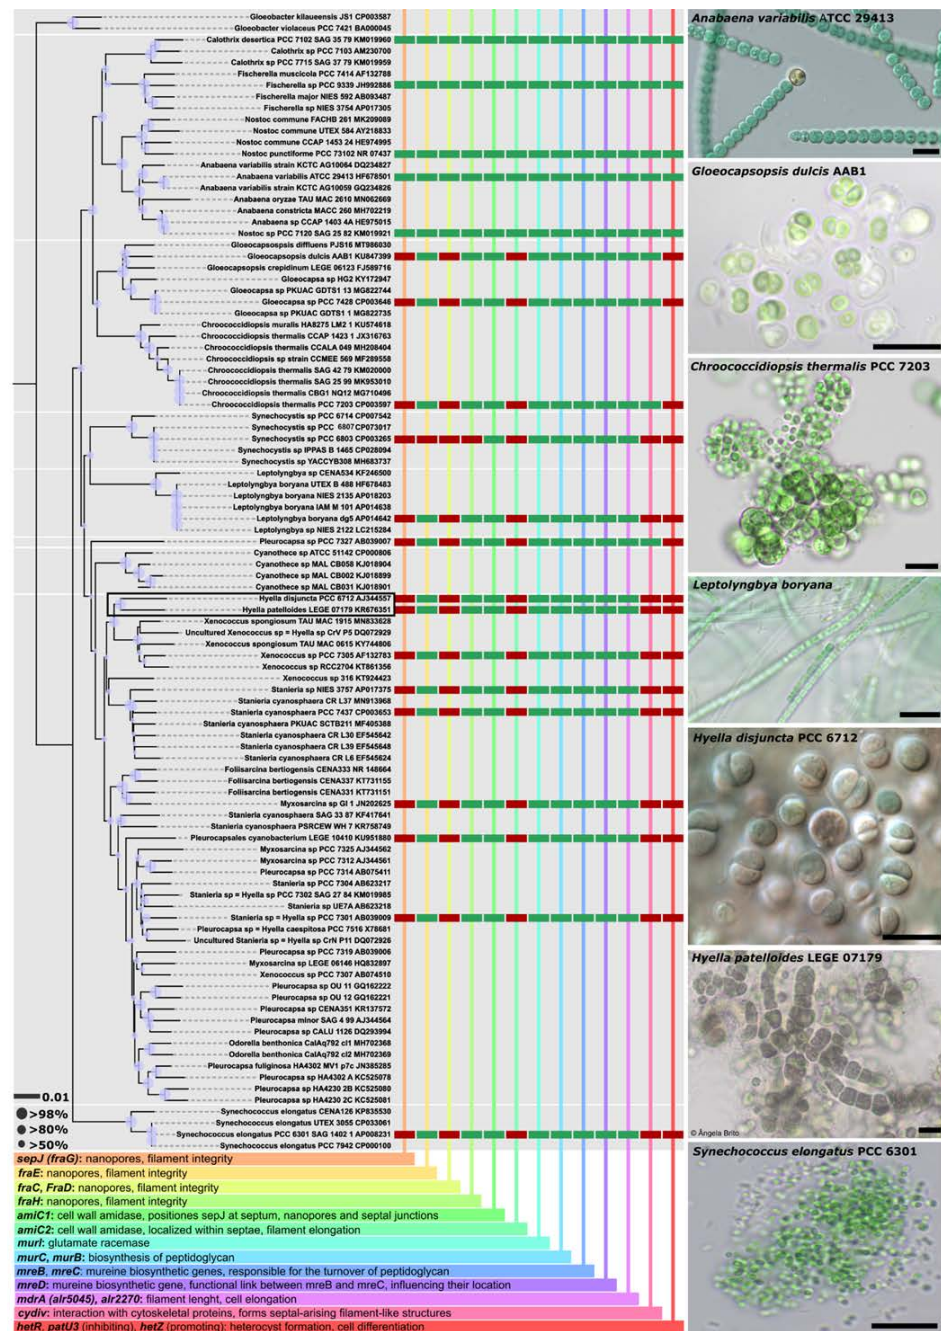 Gloeobacter kilaueensis JS1 CP003587
Gloeobacter violaceus PCC 7421 BA000045
Calothrix desertica PCC 7102 SAG 35 79 KM019960
Calothrix sp PCC 7103 AM230700
Calothrix sp PCC 7715 SAG 37 79 KM019959
Fischerella muscicola PCC 7414 AF132788
Fischerella sp PCC 9339 JH992886
Fischerella major NIES 592 AB093487
Fischerella sp NIES 3754 AP017305
Nostoc commune FACHB 261 MK209089
Nostoc commune UTEX 584 AY218833
Nostoc commune CCAP 1453 24 HE974995
Nostoc punctiforme PCC 73102 NR 07437
Anabaena variabilis strain KCTC AG10064 DQ234827
Anabaena variabilis ATCC 29413 HF678501
Anabaena variabilis strain KCTC AG10059 GQ234826
Anabaena oryzae TAU MAC 2610 MN062669
Anabaena constricta MACC 260 MH702219
Anabaena sp CCAP 1403 4A HE975015
Nostoc sp PCC 7120 SAG 25 82 KM019921
Gloeocapsospsis diffluens PJS16 MT986030
Gloeocapsopsis dulcis AAB1 KU847399
Gloeocapsopsis crepidinum LEGE 06123 FJ589716
Gloeocapsa sp HG2 KY172947
Gloeocapsa sp PKUAC GDTS1 13 MG822744
Gloeocapsa sp PCC 7428 CP003646
Gloeocapsa sp PKUAC GDTS1 1 MG822735
Chroococcidiopsis muralis HA8275 LM2 1 KU574618
Chroococcidiopsis thermalis CCAP 1423 1 JX316763
Chroococcidiopsis thermalis CCALA 049 MH208404
Chroococcidiopsis sp strain CCMEE 569 MF289558
Chroococcidiopsis thermalis SAG 42 79 KM020000
Chroococcidiopsis thermalis SAG 25 99 MK953010
Chroococcidiopsis thermalis CBG1 NQ12 MG710496
Chroococcidiopsis thermalis PCC 7203 CP003597
Synechocystis sp PCC 6714 CP007542
Synechocystis sp PCC 6807 CP073017
Synechocystis sp PCC 6803 CP003265
Synechocystis sp IPPAS B 1465 CP028094
Synechocystis sp YACCYB308 MH683737
Leptolyngbya sp CENA534 KF246500
Leptolyngbya boryana UTEX B 488 HF678483
Leptolyngbya boryana NIES 2135 AP018203
Leptolyngbya boryana IAM M 101 AP014638
Leptolyngbya boryana dg5 AP014642
Leptolyngbya sp NIES 2122 LC215284
Pleurocapsa sp PCC 7327 AB039007
Cyanothece sp ATCC 51142 CP000806
Cyanothece sp MAL CB058 KJ018904
Cyanothece sp MAL CB002 KJ018899
Cyanothece sp MAL CB031 KJ018901
Hyella disjuncta PCC 6712 AJ344557
Hyella patelloides LEGE 07179 KR676351
Xenococcus spongiosum TAU MAC 1915 MN833628
Uncultured Xenococcus sp = Hyella sp CrV P5 DQ072929
Xenococcus spongiosum TAU MAC 0615 KY744806
Xenococcus sp PCC 7305 AF132783
Xenococcus sp RCC2704 KT861356
Xenococcus sp 316 KT924423
Stanieria sp NIES 3757 AP017375
Stanieria cyanosphaera CR L37 MN913968
Stanieria cyanosphaera PCC 7437 CP003653
Stanieria cyanosphaera PKUAC SCTB211 MF405388
Stanieria cyanosphaera CR L30 EF545642
Stanieria cyanosphaera CR L39 EF545648
Stanieria cyanosphaera CR L6 EF545624
Foliisarcina bertiogensis CENA333 NR 148664
Foliisarcina bertiogensis CENA337 KT731155
Foliisarcina bertiogensis CENA331 KT731151
Myxosarcina sp GI 1 JN202625
Stanieria cyanosphaera SAG 33 87 KF417641
Stanieria cyanosphaera PSRCEW WH 7 KR758749
Pleurocapsales cyanobacterium LEGE 10410 KU951880
Myxosarcina sp PCC 7325 AJ344562
Myxosarcina sp PCC 7312 AJ344561
Pleurocapsa sp PCC 7314 AB075411
Stanieria sp PCC 7304 AB623217
Stanieria sp = Hyella sp PCC 7302 SAG 27 84 KM019985
Stanieria sp UE7A AB623218
Stanieria sp = Hyella sp PCC 7301 AB039009
Pleurocapsa sp = Hyella caespitosa PCC 7516 X78681
Uncultured Stanieria sp = Hyella sp CrN P11 DQ072926
Pleurocapsa sp PCC 7319 AB039006
Myxosarcina sp LEGE 06146 HQ832897
Xenococcus sp PCC 7307 AB074510
Pleurocapsa sp OU 11 GQ162222
Pleurocapsa sp OU 12 GQ162221
Pleurocapsa sp CENA351 KR137572
Pleurocapsa minor SAG 4 99 AJ344564
Pleurocapsa sp CALU 1126 DQ293994
Odorella benthonica CalAq792 cl1 MH702368
Odorella benthonica CalAq792 cl2 MH702369
Pleurocapsa fuliginosa HA4302 MV1 p7c JN385285
Pleurocapsa sp HA4302 A KC525078
Pleurocapsa sp HA4230 2B KC525080
Pleurocapsa sp HA4230 2C KC525081
Synechococcus elongatus CENA126 KP835530
Synechococcus elongatus UTEX 3055 CP033061
Synechococcus elongatus PCC 6301 SAG 1402 1 AP008231
Synechococcus elongatus PCC 7942 CP000100
0.01
>98%
>80%
>50%
sepJ (fraG): nanopores, filament integrity
fraE: nanopores, filament integrity
fraC, FraD: nanopores, filament integrity
fraH: nanopores, filament integrity
amiC1: cell wall amidase, positiones sepJ at septum, nanopores and septal junctions
amiC2: cell wall amidase, localized within septae, filament elongation
murI: glutamate racemase
murC, murB: biosynthesis of peptidoglycan
mreB, mreC: mureine biosynthetic genes, responsible for the turnover of peptidoglycan
mreD: mureine biosynthetic gene, functional link between mreB and mreC, influencing their location
mdrA (alr5045), alr2270: filament lenght, cell elongation
cydiv: interaction with cytoskeletal proteins, forms septal-arising filament-like structures
hetR, patU3 (inhibiting), hetZ (promoting): heterocyst formation, cell differentiation
Anabaena variabilis ATCC 29413
Gloeocapsopsis dulcis AAB1
Chroococcidiopsis thermalis PCC 7203
Leptolyngbya boryana
Hyella disjuncta PCC 6712
Hyella patelloides LEGE 07179
© Ângela Brito
Synechococcus elongatus PCC 6301